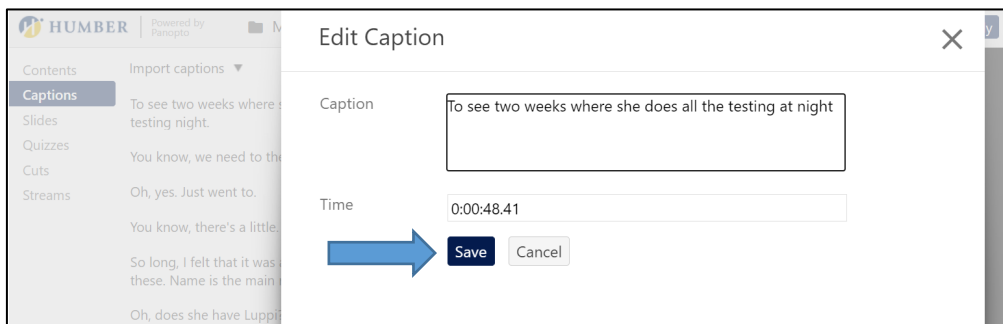 HUMBER
Powered by
Panopto
M
Contents
Captions
Slides
Quizzes
Cuts
Streams
Import captions
To see two weeks where s
testing night.
You know, we need to the
Oh, yes. Just went to.
You know, there's a little.
So long, I felt that it was a
these. Name is the main
Oh, does she have Luppi?
Edit Caption
Caption
To see two weeks where she does all the testing at night
Time
0:00:48.41
Save
Cancel
y